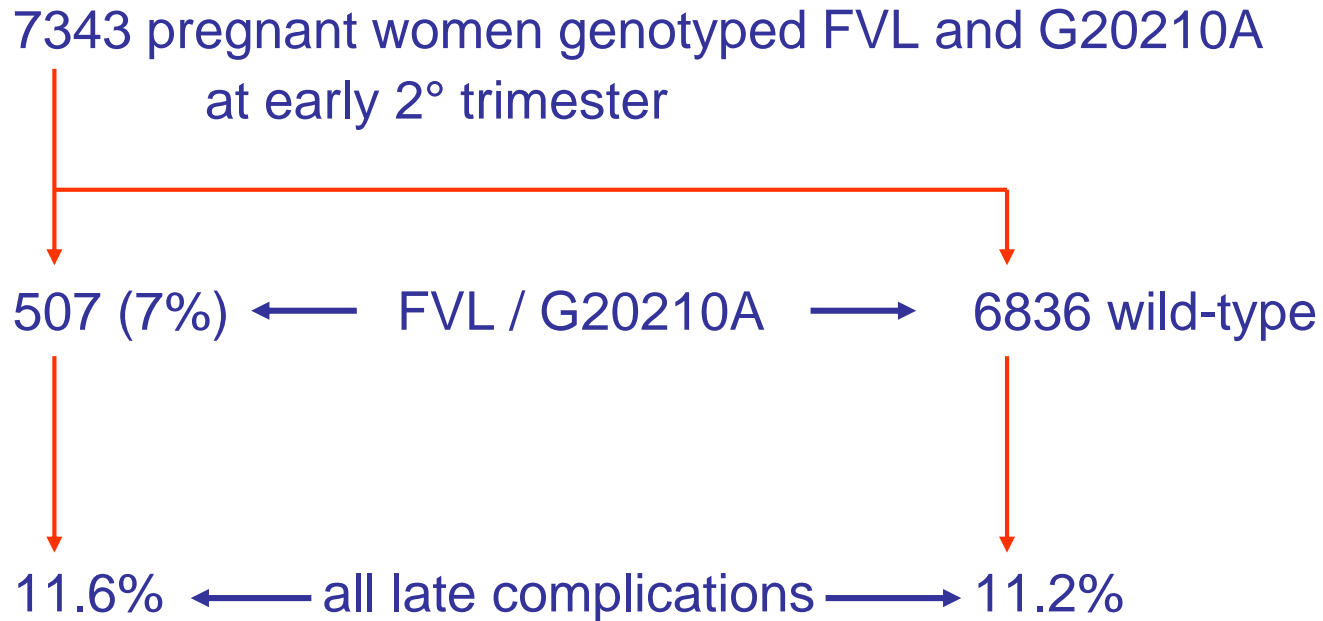 7343 pregnant women genotyped FVL and G20210A
at early 2° trimester
507 (7%) FVL / G20210A 6836 wild-type
11.6% all late complications 11.2%